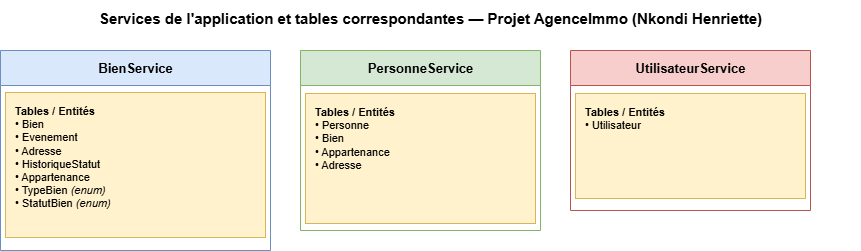 Services de l'application et tables correspondantes — Projet AgenceImmo (Nkondi Henriette)
BienService
Tables / Entités
• Bien
• Evenement
• Adresse
• HistoriqueStatut
• Appartenance
• TypeBien (enum)
• StatutBien (enum)
PersonneService
Tables / Entités
• Personne
• Bien
• Appartenance
• Adresse
UtilisateurService
Tables / Entités
• Utilisateur